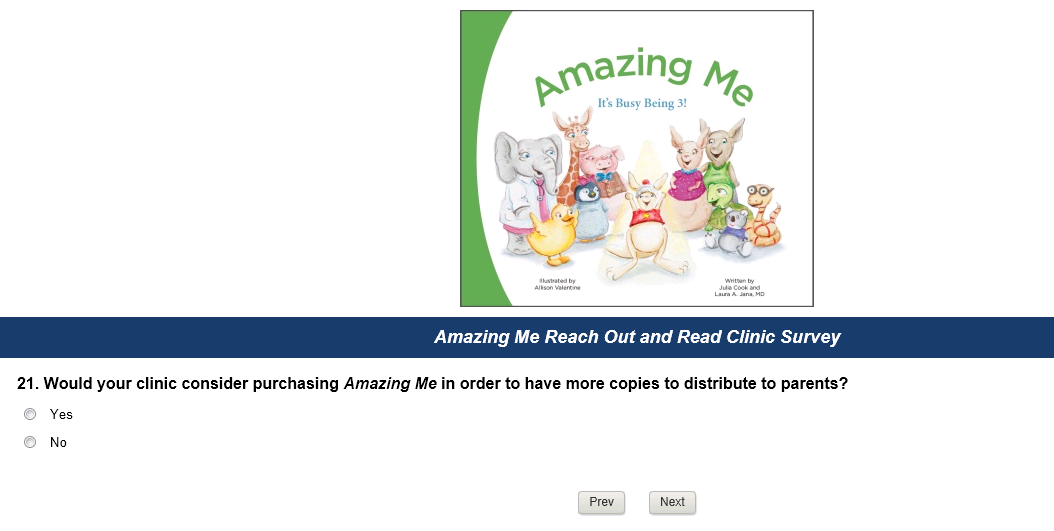 Amazing Me
It's Busy Being 3!
Illustrated by
Allison Valentine
Written by
Julia Cook and
Laura A. Jana, MD
Amazing Me Reach Out and Read Clinic Survey
21. Would your clinic consider purchasing Amazing Me in order to have more copies to distribute to parents?
Yes
No
Prev
Next